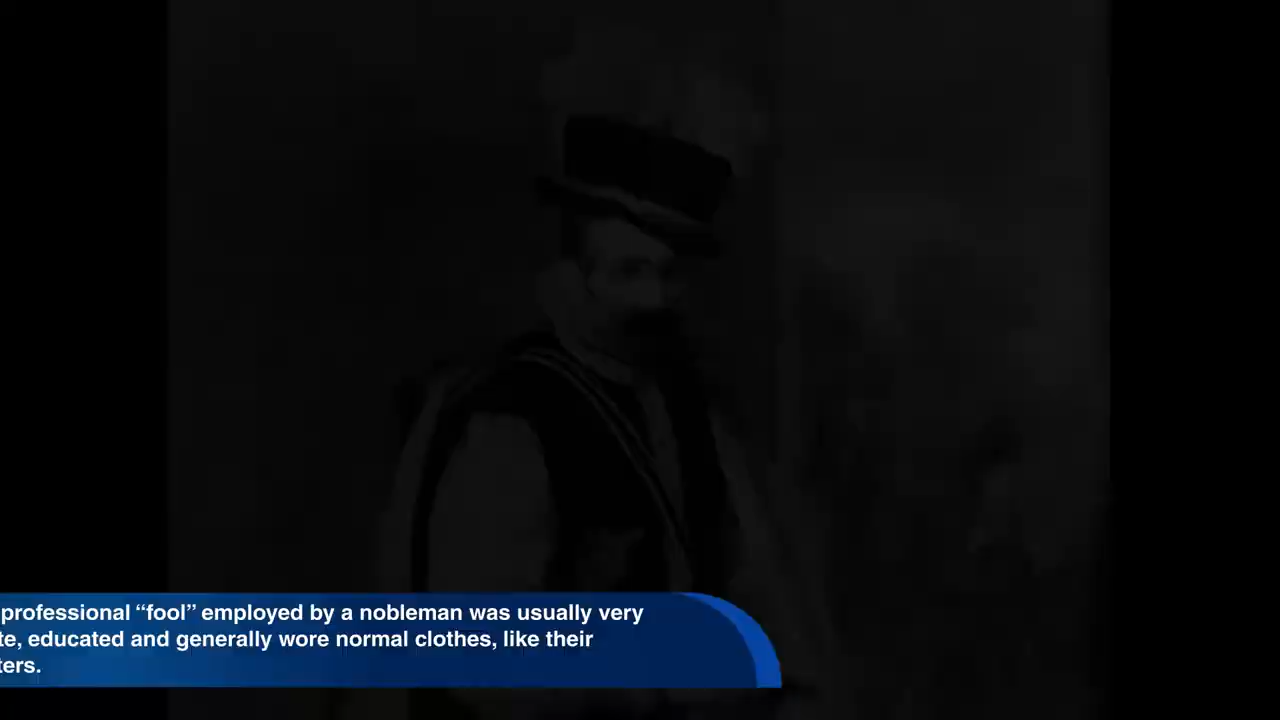 professional “fool” employed by a nobleman was usually very
te, educated and generally wore normal clothes, like their
ters.